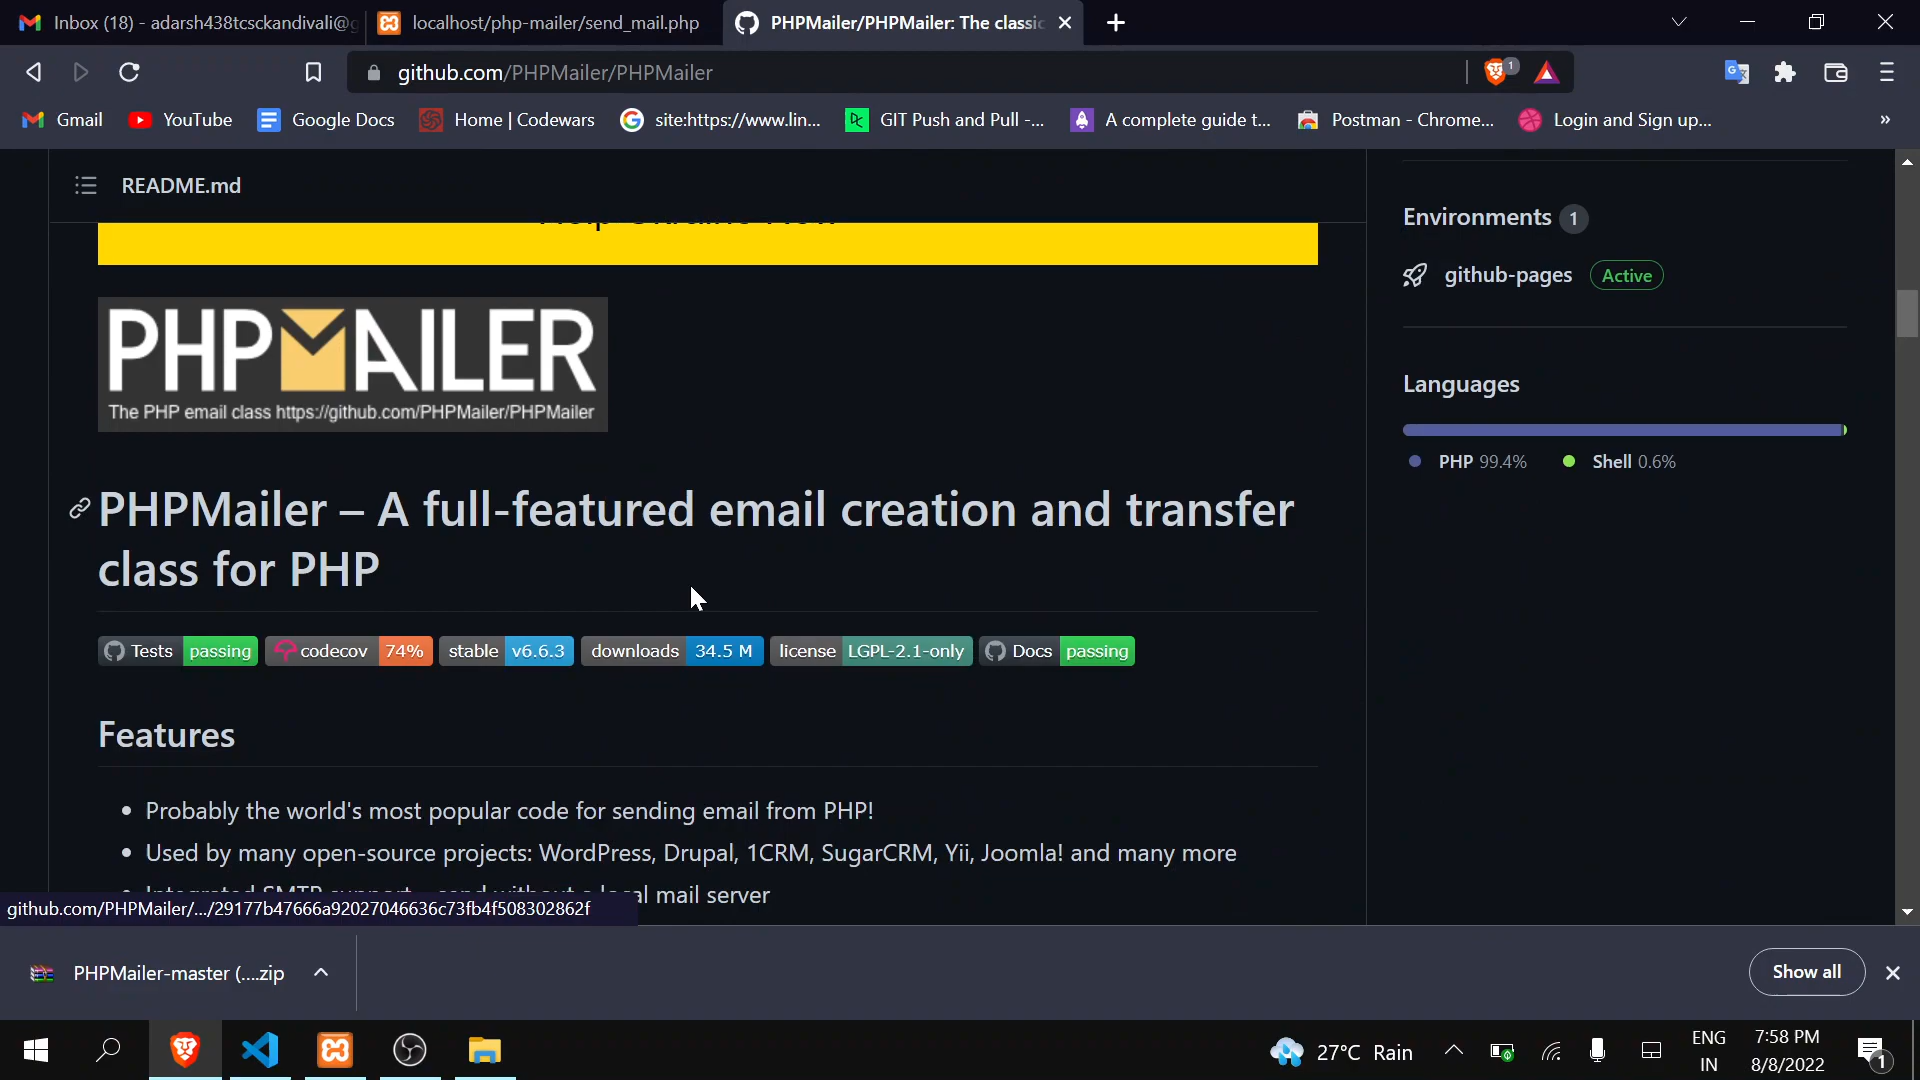 Inbox (18) - adarsh438tcsckandivali@g
localhost/php-mailer/send_mail.php
PHPMailer/PHPMailer: The classic
github.com/PHPMailer/PHPMailer
1
Gmail
YouTube
Google Docs
Home | Codewars
site:https://www.lin...
GIT Push and Pull -...
A complete guide t...
Postman - Chrome...
Login and Sign up...
»
README.md
PHPMAILER
The PHP email class https://github.com/PHPMailer/PHPMailer
PHPMailer – A full-featured email creation and transfer
class for PHP
Tests passing codecov 74% stable v6.6.3 downloads 34.5 M license LGPL-2.1-only Docs passing
Features
• Probably the world's most popular code for sending email from PHP!
• Used by many open-source projects: WordPress, Drupal, 1CRM, SugarCRM, Yii, Joomla! and many more
al mail server
github.com/PHPMailer/.../29177b47666a92027046636c73fb4f508302862f
Environments 1
github-pages Active
Languages
PHP 99.4% Shell 0.6%
PHPMailer-master (....zip
Show all
27°C Rain
ENG
IN
7:58 PM
8/8/2022
1